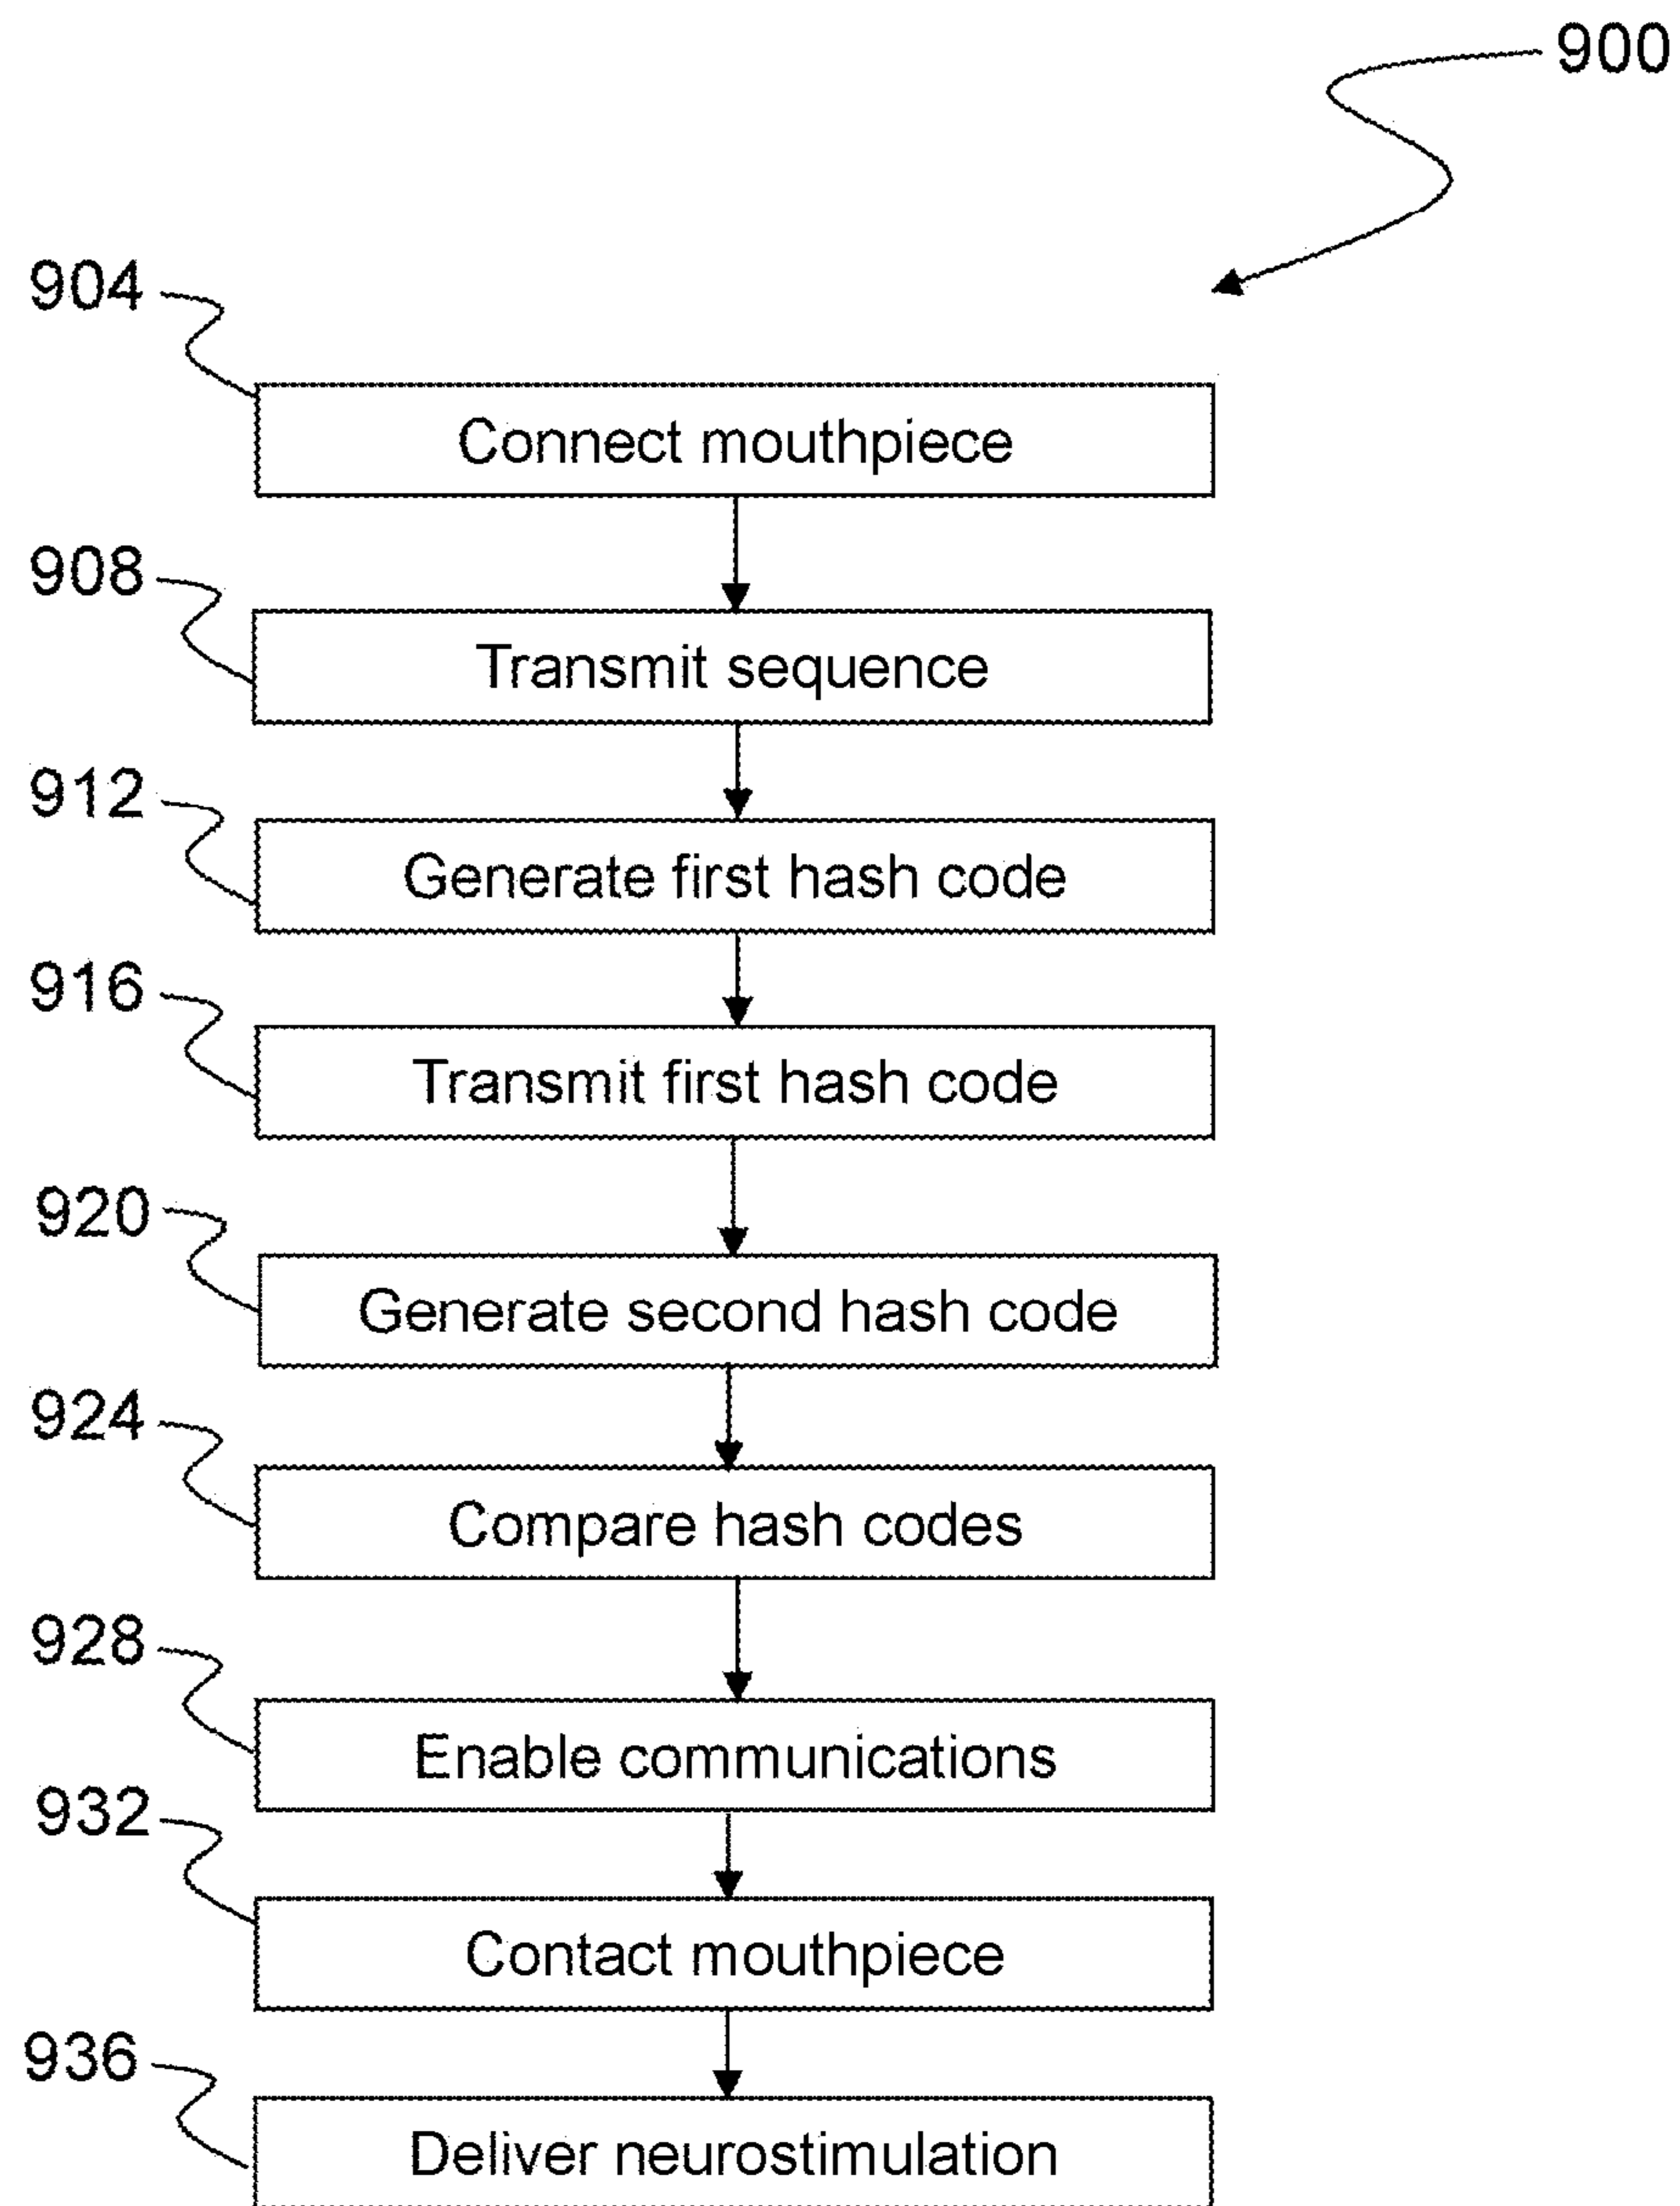 900
904
Connect mouthpiece
908
Transmit sequence
912
Generate first hash code
916
Transmit first hash code
920
Generate second hash code
924
Compare hash codes
928
Enable communications
932
Contact mouthpiece
936
Deliver neurostimulation